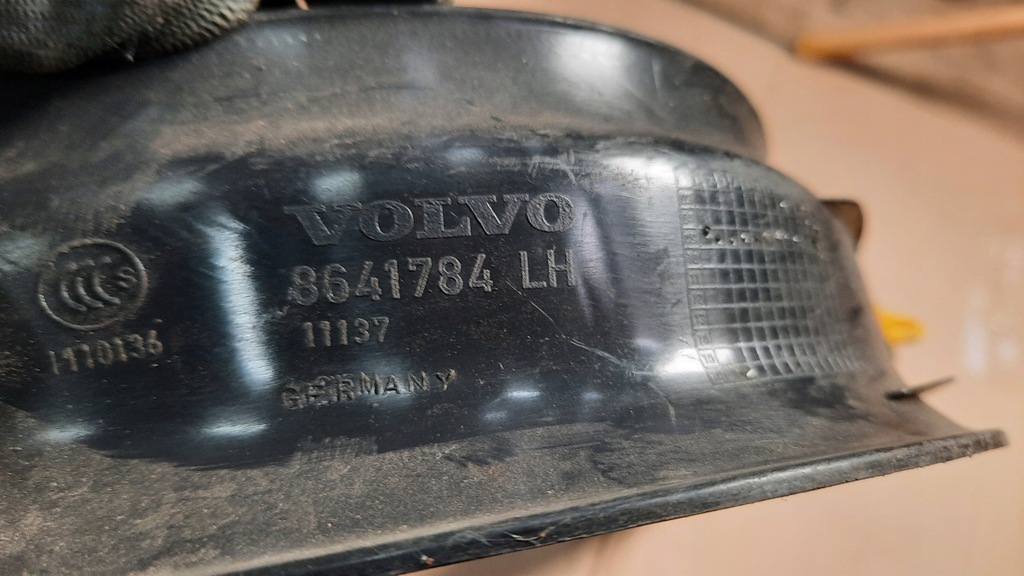 VOLVO
8641784 LH
11137
GERMANY
CCC S
1110136